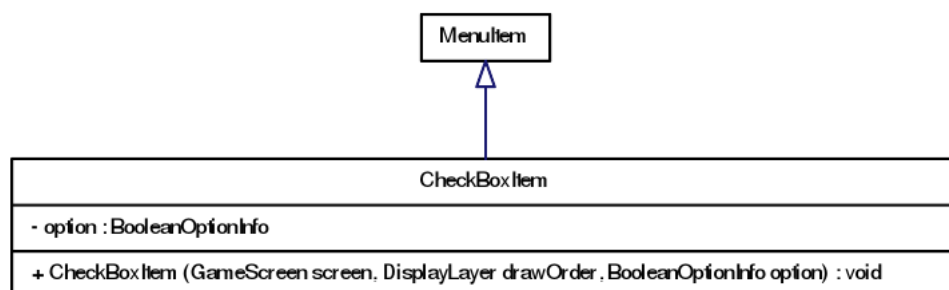 MenuItem
CheckBoxItem
- option : BooleanOptionInfo
+ CheckBoxItem (GameScreen screen, DisplayLayer drawOrder, BooleanOptionInfo option) : void